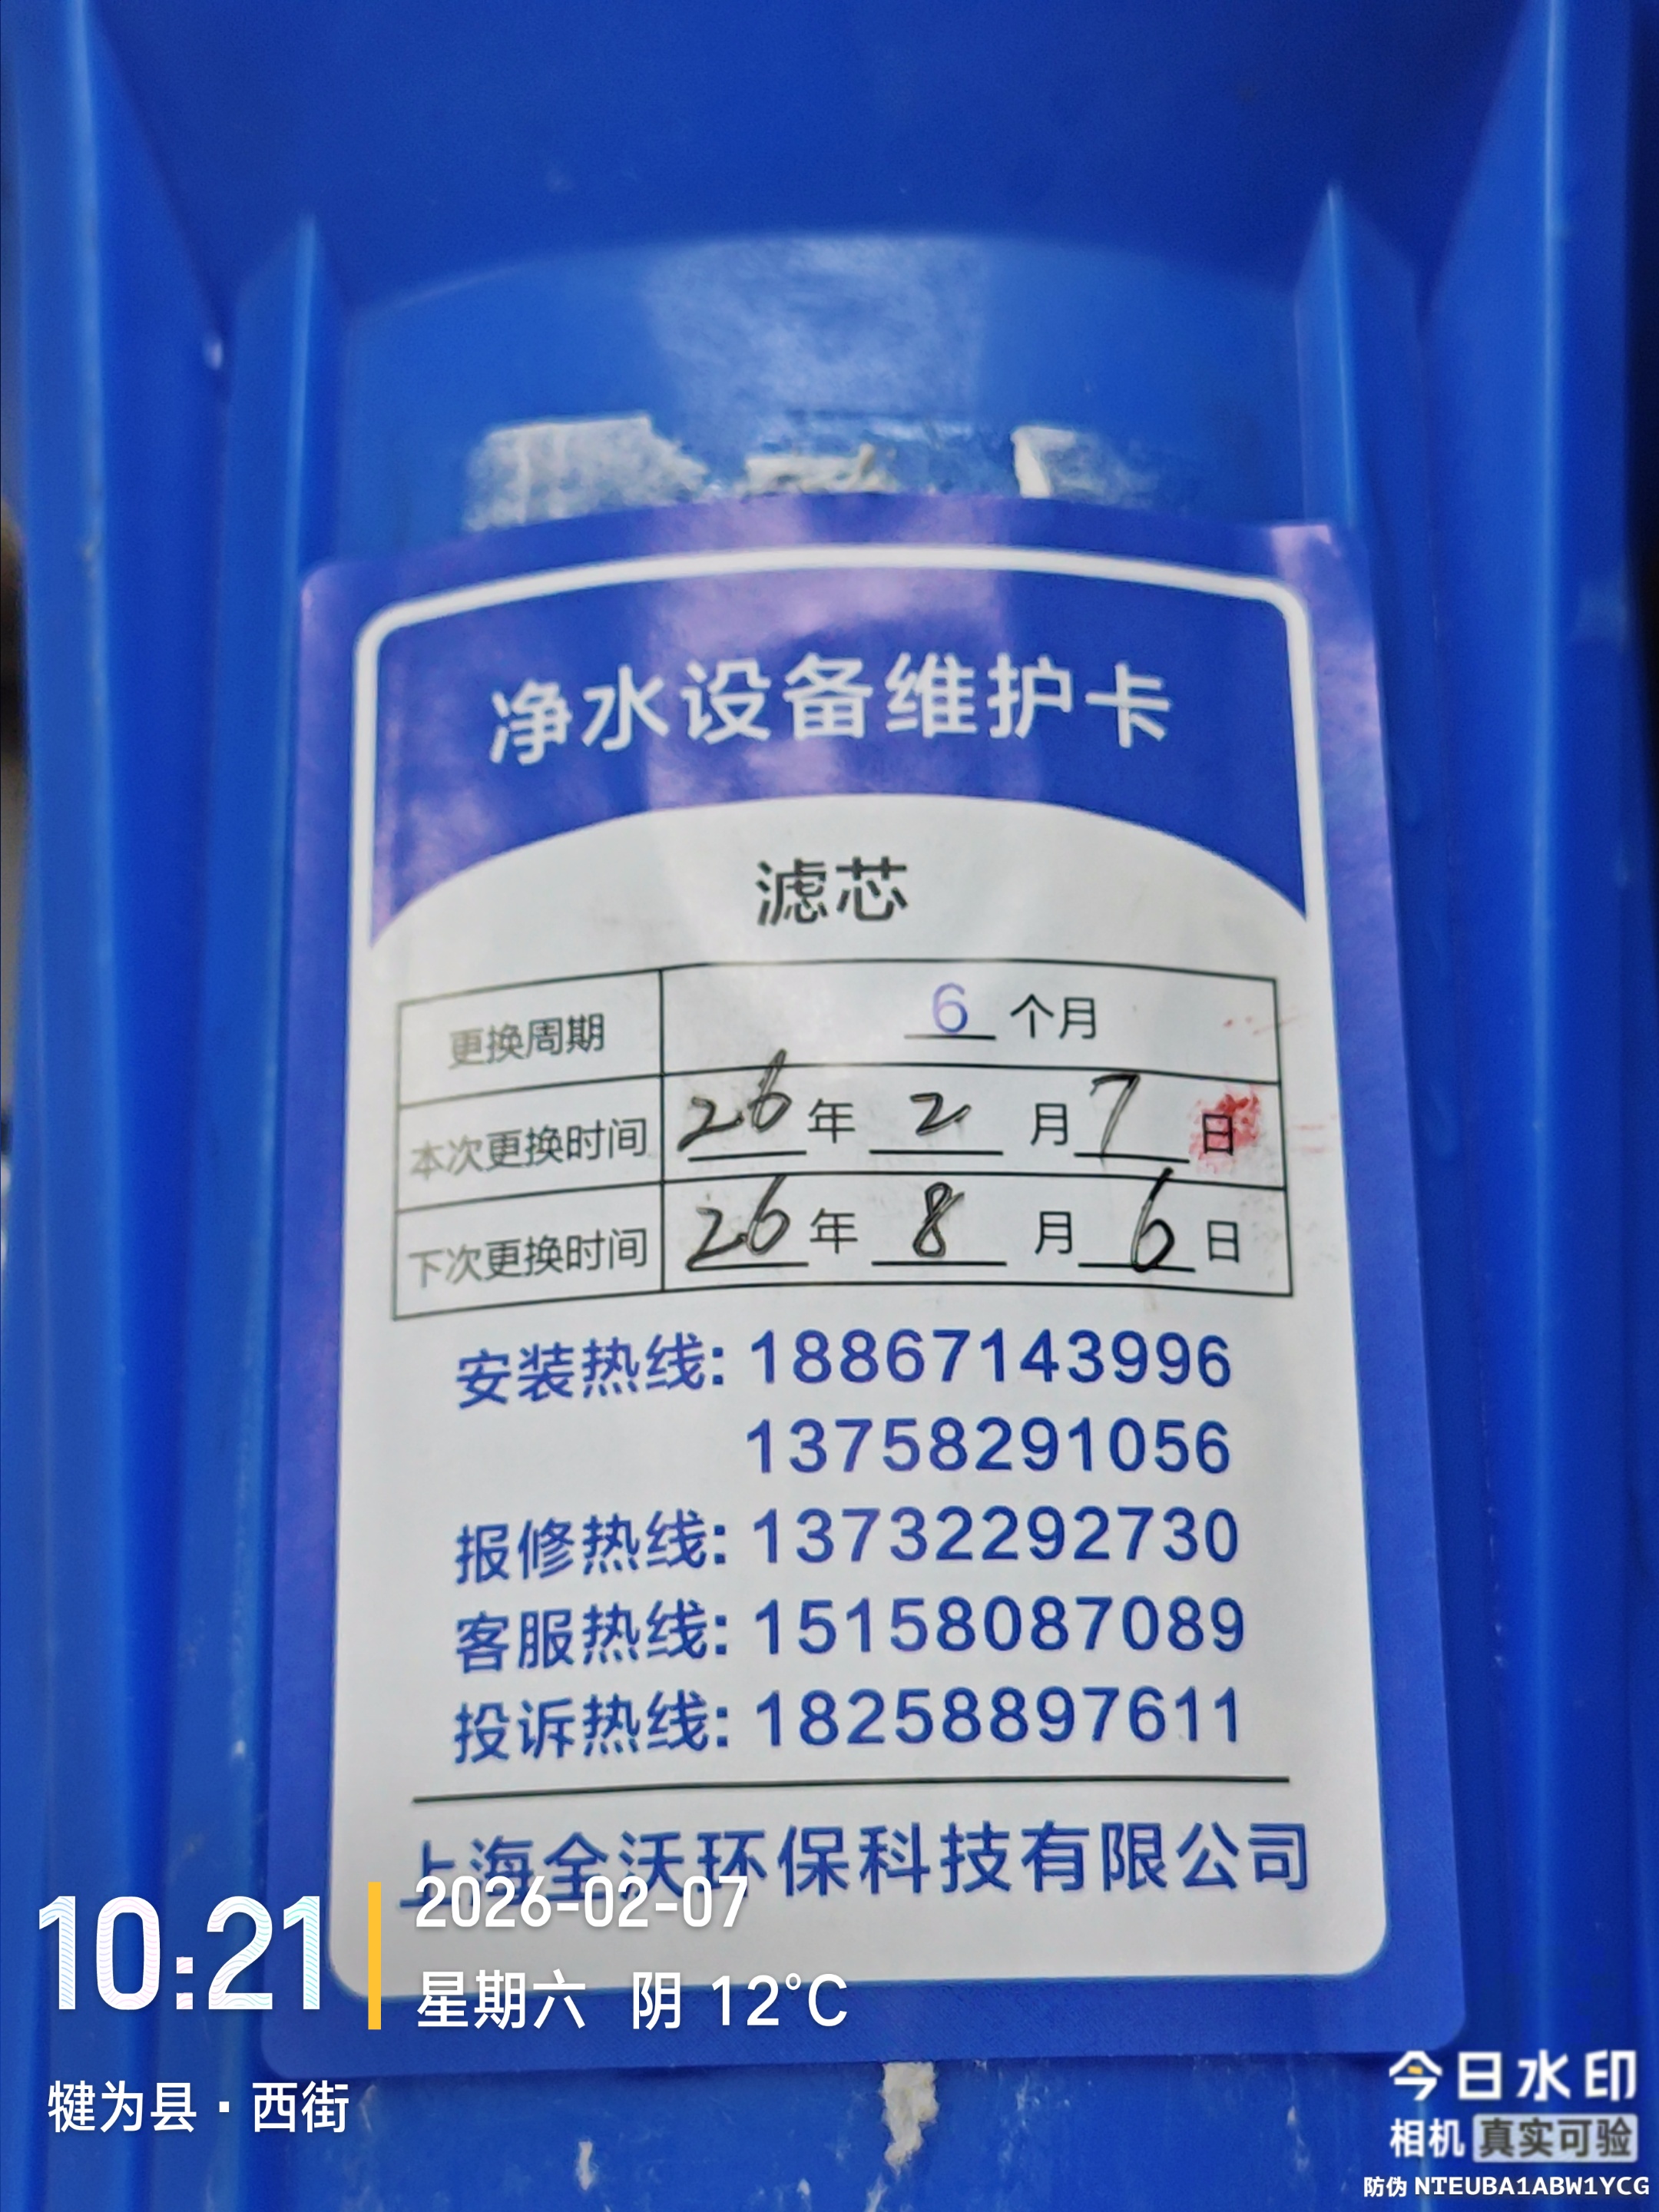 净水设备维护卡
滤芯
更换周期 6 个月
本次更换时间 26 年 2 月 7 日
下次更换时间 26 年 8 月 6 日
安装热线: 18867143996
13758291056
报修热线: 13732292730
客服热线: 15158087089
投诉热线: 18258897611
上海全沃环保科技有限公司
10:21
2026-02-07
星期六 阴 12°C
犍为县·西街
今日水印
相机 真实可验
防伪 NTEUBA1ABW1YCG